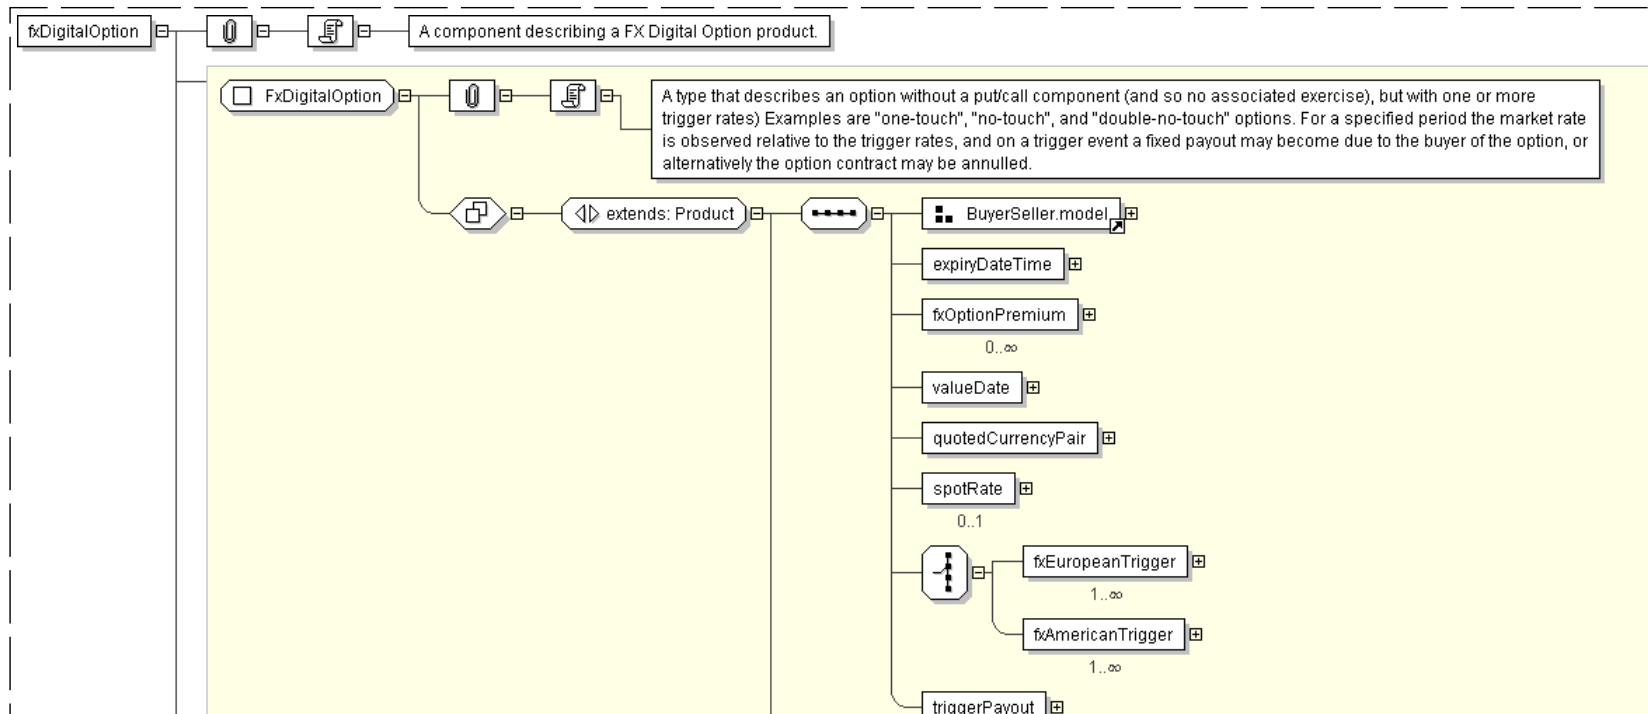 fxDigitalOption
A component describing a FX Digital Option product.
FxDigitalOption
A type that describes an option without a put/call component (and so no associated exercise), but with one or more
trigger rates) Examples are "one-touch", "no-touch", and "double-no-touch" options. For a specified period the market rate
is observed relative to the trigger rates, and on a trigger event a fixed payout may become due to the buyer of the option, or
alternatively the option contract may be annulled.
extends: Product
BuyerSeller.model
expiryDateTime
fxOptionPremium
0..∞
valueDate
quotedCurrencyPair
spotRate
0..1
fxEuropeanTrigger
1..∞
fxAmericanTrigger
1..∞
triggerPayout